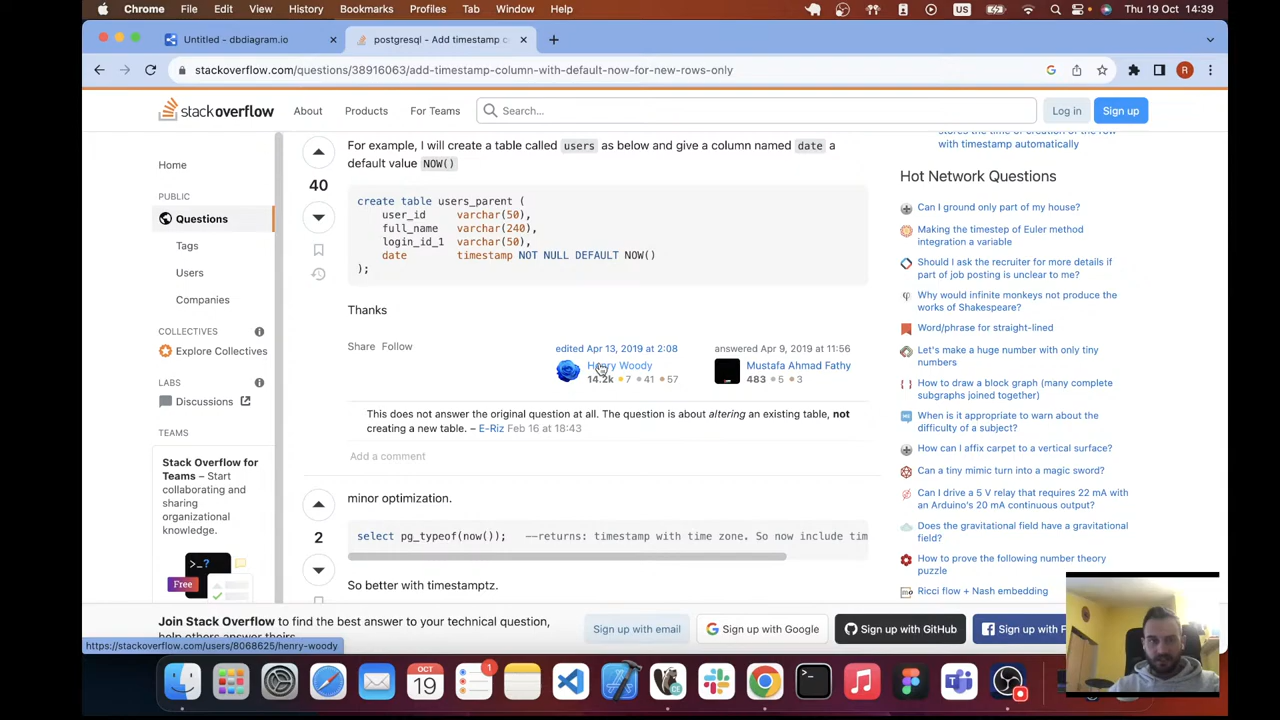 Chrome File Edit View History Bookmarks Profiles Tab Window Help
US
Thu 19 Oct 14:39
Untitled - dbdiagram.io
postgresql - Add timestamp c
stackoverflow.com/questions/38916063/add-timestamp-column-with-default-now-for-new-rows-only
R
stackoverflow
About
Products
For Teams
Search...
Log in
Sign up
Home
PUBLIC
Questions
Tags
Users
Companies
COLLECTIVES
Explore Collectives
LABS
Discussions
TEAMS
Stack Overflow for
Teams – Start
collaborating and
sharing
organizational
knowledge.
>_?
Free
For example, I will create a table called users as below and give a column named date a
default value NOW()
40
create table users_parent (
user_id varchar(50),
full_name varchar(240),
login_id_1 varchar(50),
date timestamp NOT NULL DEFAULT NOW()
);
Thanks
Share Follow
edited Apr 13, 2019 at 2:08
Henry Woody
14.2k 7 41 57
answered Apr 9, 2019 at 11:56
Mustafa Ahmad Fathy
483 5 3
This does not answer the original question at all. The question is about altering an existing table, not
creating a new table. – E-Riz Feb 16 at 18:43
Add a comment
minor optimization.
2
select pg_typeof(now()); --returns: timestamp with time zone. So now include tim
So better with timestamptz.
stores the time of creation of the row
with timestamp automatically
Hot Network Questions
Can I ground only part of my house?
Making the timestep of Euler method
integration a variable
Should I ask the recruiter for more details if
part of job posting is unclear to me?
Why would infinite monkeys not produce the
works of Shakespeare?
Word/phrase for straight-lined
Let's make a huge number with only tiny
numbers
How to draw a block graph (many complete
subgraphs joined together)
When is it appropriate to warn about the
difficulty of a subject?
How can I affix carpet to a vertical surface?
Can a tiny mimic turn into a magic sword?
Can I drive a 5 V relay that requires 22 mA with
an Arduino's 20 mA continuous output?
Does the gravitational field have a gravitational
field?
How to prove the following number theory
puzzle
Ricci flow + Nash embedding
Join Stack Overflow to find the best answer to your technical question,
help others answer theirs.
Sign up with email
Sign up with Google
Sign up with GitHub
Sign up with F
https://stackoverflow.com/users/8068625/henry-woody
OCT
19
1